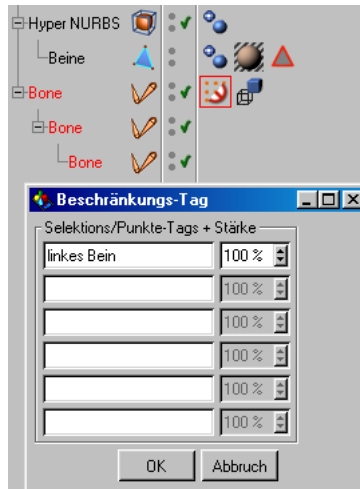 Hyper NURBS
Beine
Bone
Bone
Bone
Beschränkungs-Tag
Selektions/Punkte-Tags + Stärke
linkes Bein 100 %
100 %
100 %
100 %
100 %
100 %
OK Abbruch